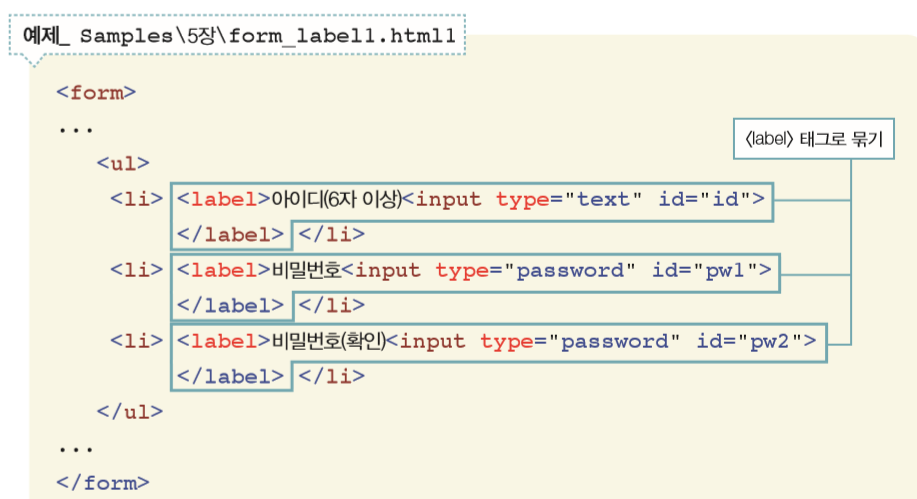 예제_ Samples\5장\form_label1.html1
<form>
...
<ul>
<label> 태그로 묶기
<li> <label>아이디(6자 이상)<input type="text" id="id">
</label> </li>
<li> <label>비밀번호<input type="password" id="pw1">
</label> </li>
<li> <label>비밀번호(확인)<input type="password" id="pw2">
</label> </li>
</ul>
...
</form>